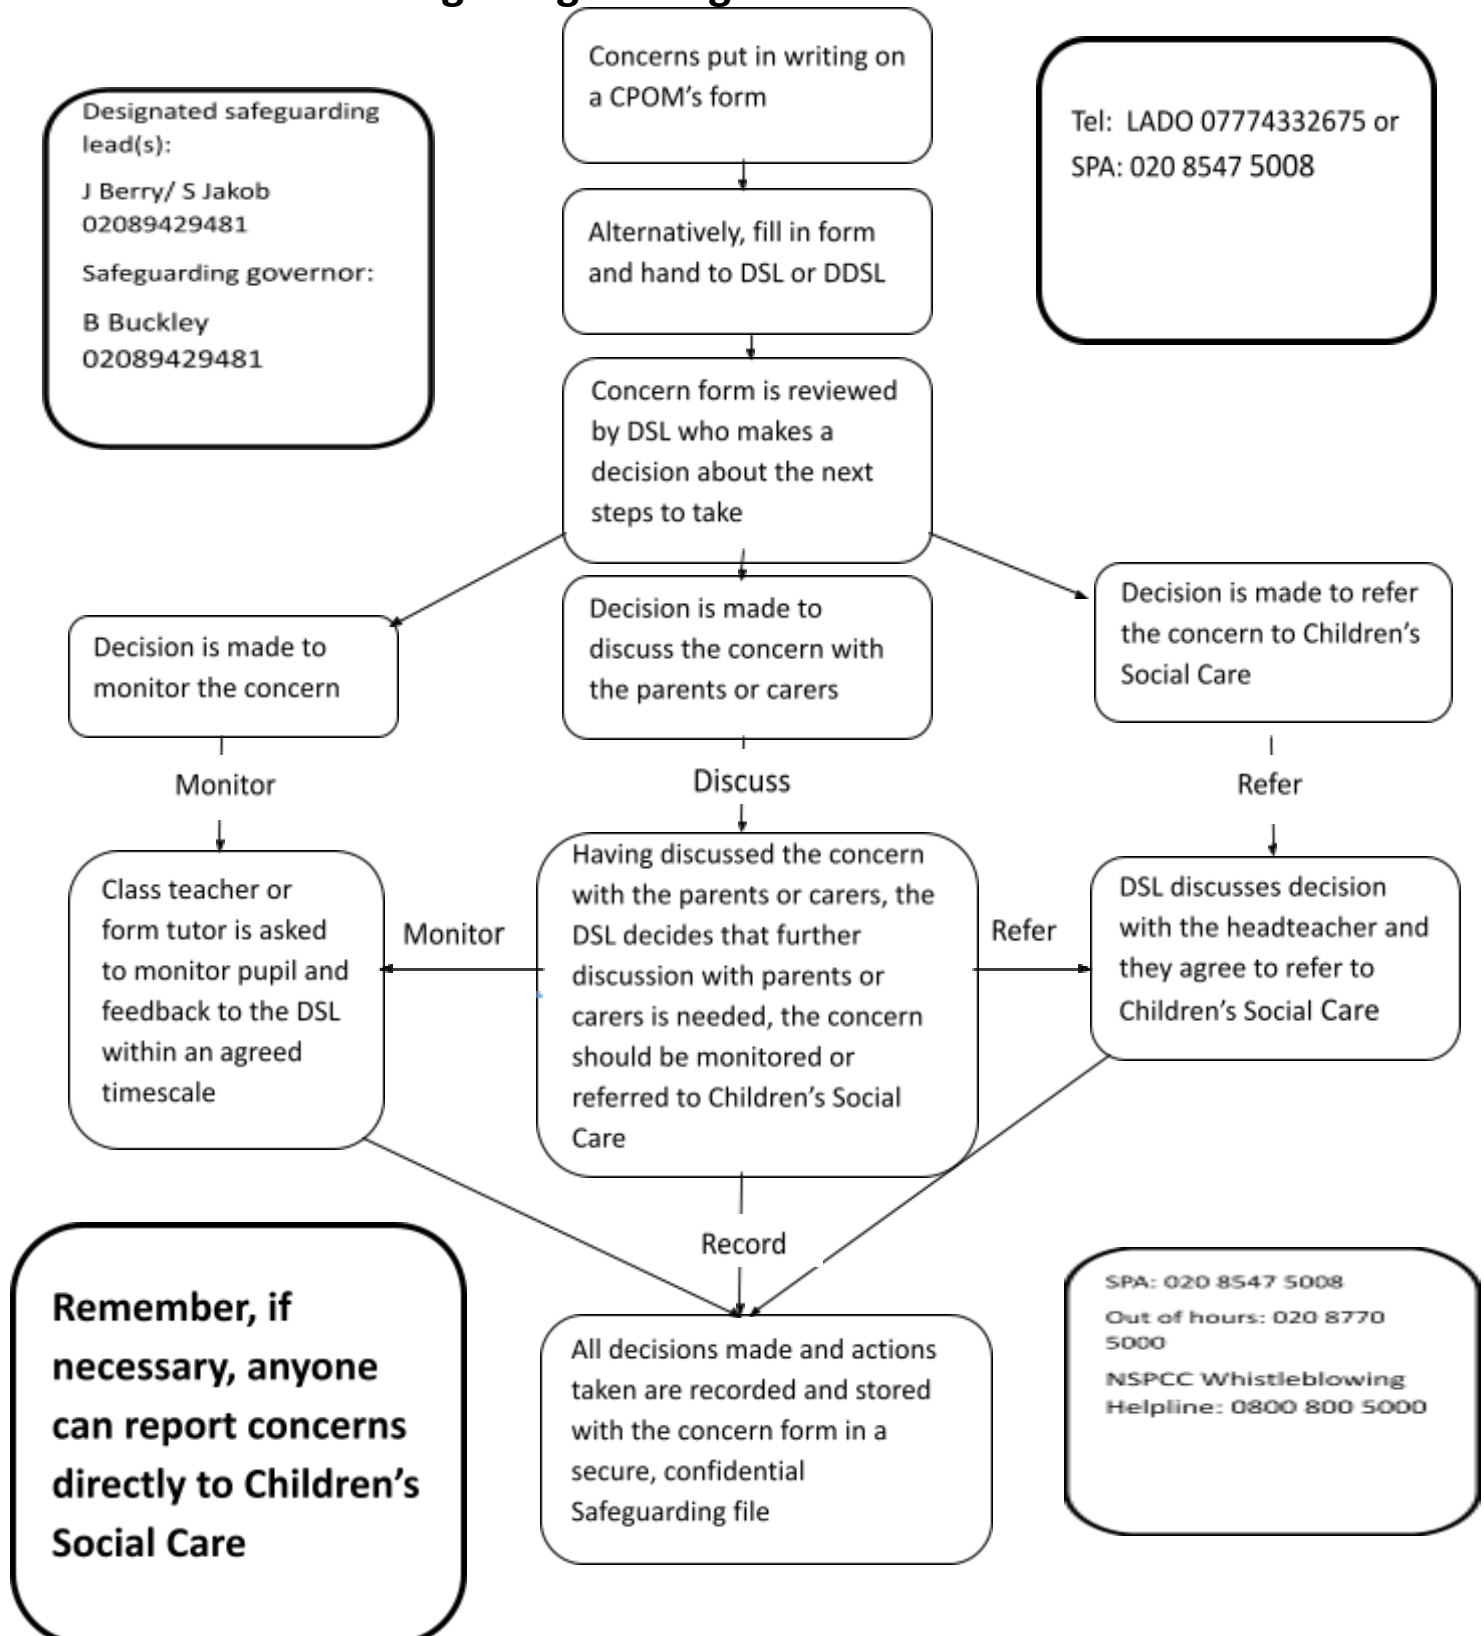 Concerns put in writing on
a CPOM's form
Designated safeguarding
lead(s):
J Berry/ S Jakob
02089429481
Safeguarding governor:
B Buckley
02089429481
Tel: LADO 07774332675 or
SPA: 020 8547 5008
Alternatively, fill in form
and hand to DSL or DDSL
Concern form is reviewed
by DSL who makes a
decision about the next
steps to take
Decision is made to
monitor the concern
Decision is made to
discuss the concern with
the parents or carers
Decision is made to refer
the concern to Children's
Social Care
Monitor
Discuss
Refer
Class teacher or
form tutor is asked
to monitor pupil and
feedback to the DSL
within an agreed
timescale
Monitor
Having discussed the concern
with the parents or carers, the
DSL decides that further
discussion with parents or
carers is needed, the concern
should be monitored or
referred to Children's Social
Care
Refer
DSL discusses decision
with the headteacher and
they agree to refer to
Children's Social Care
Record
Remember, if
necessary, anyone
can report concerns
directly to Children's
Social Care
All decisions made and actions
taken are recorded and stored
with the concern form in a
secure, confidential
Safeguarding file
SPA: 020 8547 5008
Out of hours: 020 8770
5000
NSPCC Whistleblowing
Helpline: 0800 800 5000